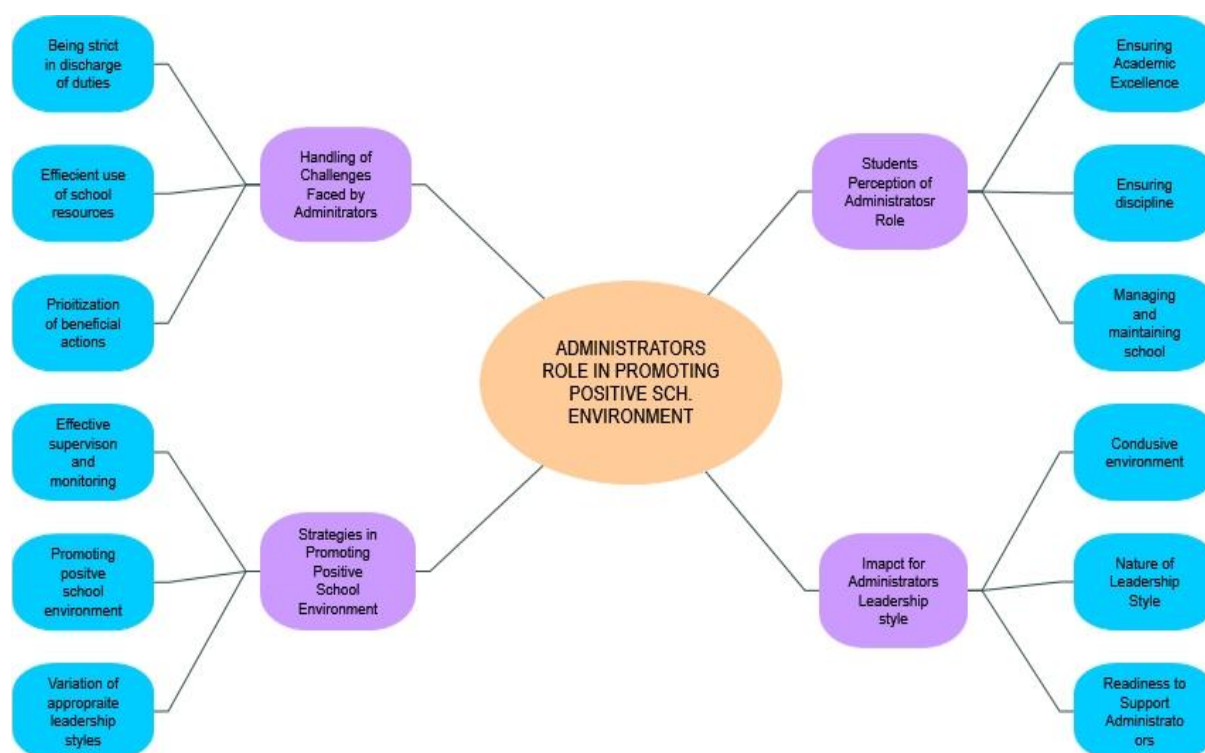 Being strict
in discharge
of duties
Effiecient use
of school
resources
Prioitization
of beneficial
actions
Handling of
Challenges
Faced by
Adminitrators
Effective
supervison
and
monitoring
Promoting
positve
school
environment
Variation of
appropraite
leadership
styles
Strategies in
Promoting
Positive
School
Environment
ADMINISTRATORS
ROLE IN PROMOTING
POSITIVE SCH.
ENVIRONMENT
Students
Perception of
Administratosr
Role
Ensuring
Academic
Excellence
Ensuring
discipline
Managing
and
maintaining
school
Imapct for
Administrators
Leadership
style
Condusive
environment
Nature of
Leadership
Style
Readiness to
Support
Administrato
ors